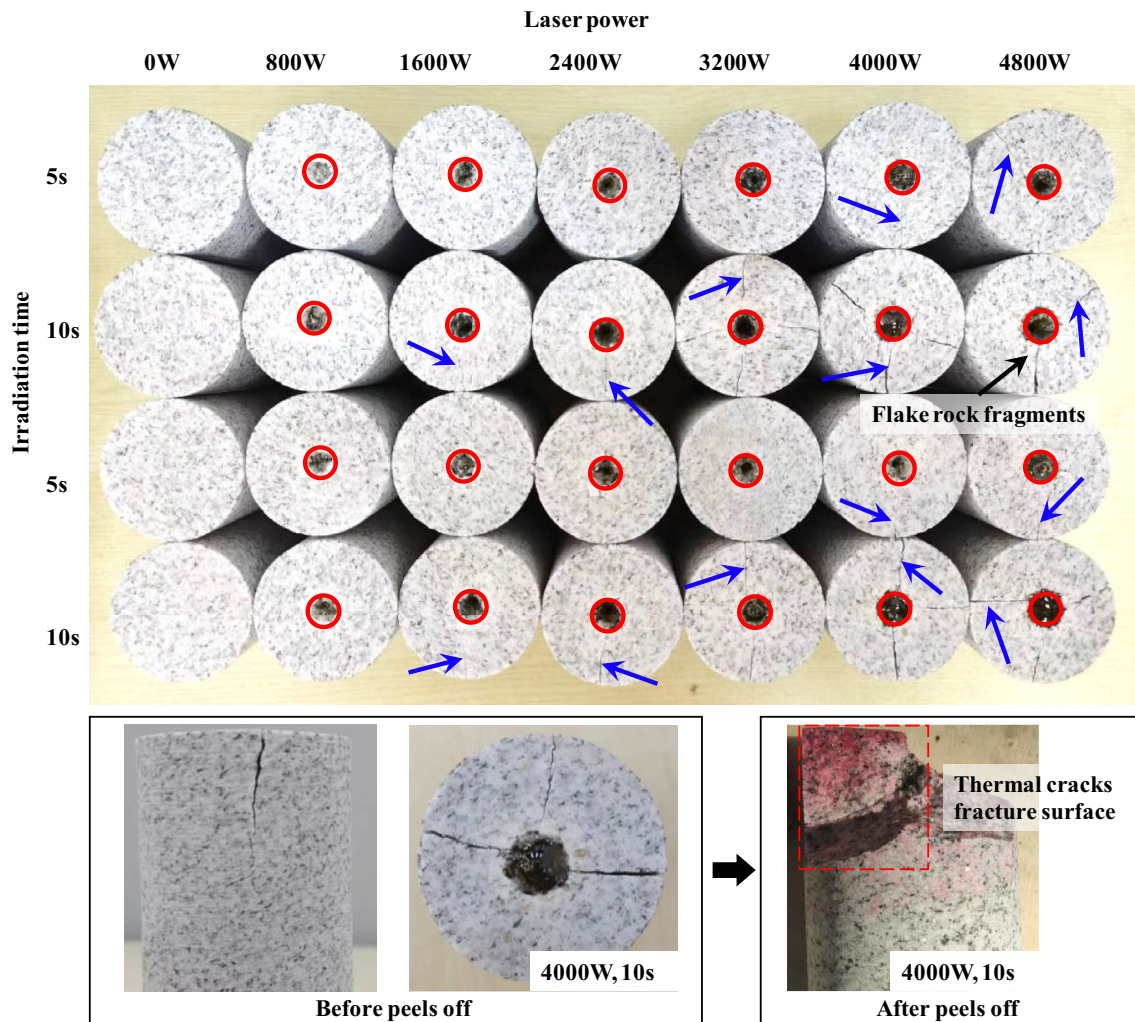 Laser power
0W 800W 1600W 2400W 3200W 4000W 4800W
Irradiation time
5s
10s
Flake rock fragments
5s
10s
Thermal cracks
fracture surface
4000W, 10s
4000W, 10s
Before peels off
After peels off